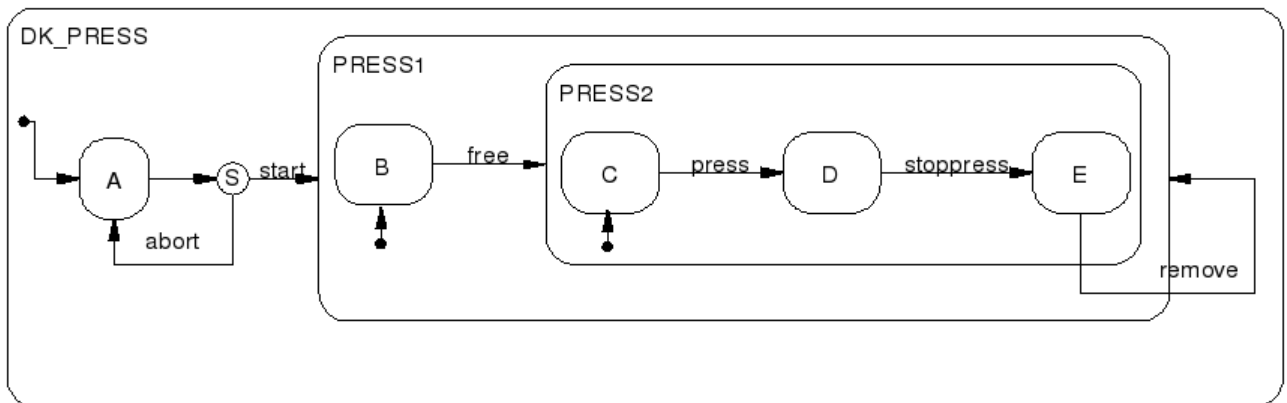 DK_PRESS
PRESS1
PRESS2
A
S
start
B
free
C
press
D
stoppress
E
abort
remove